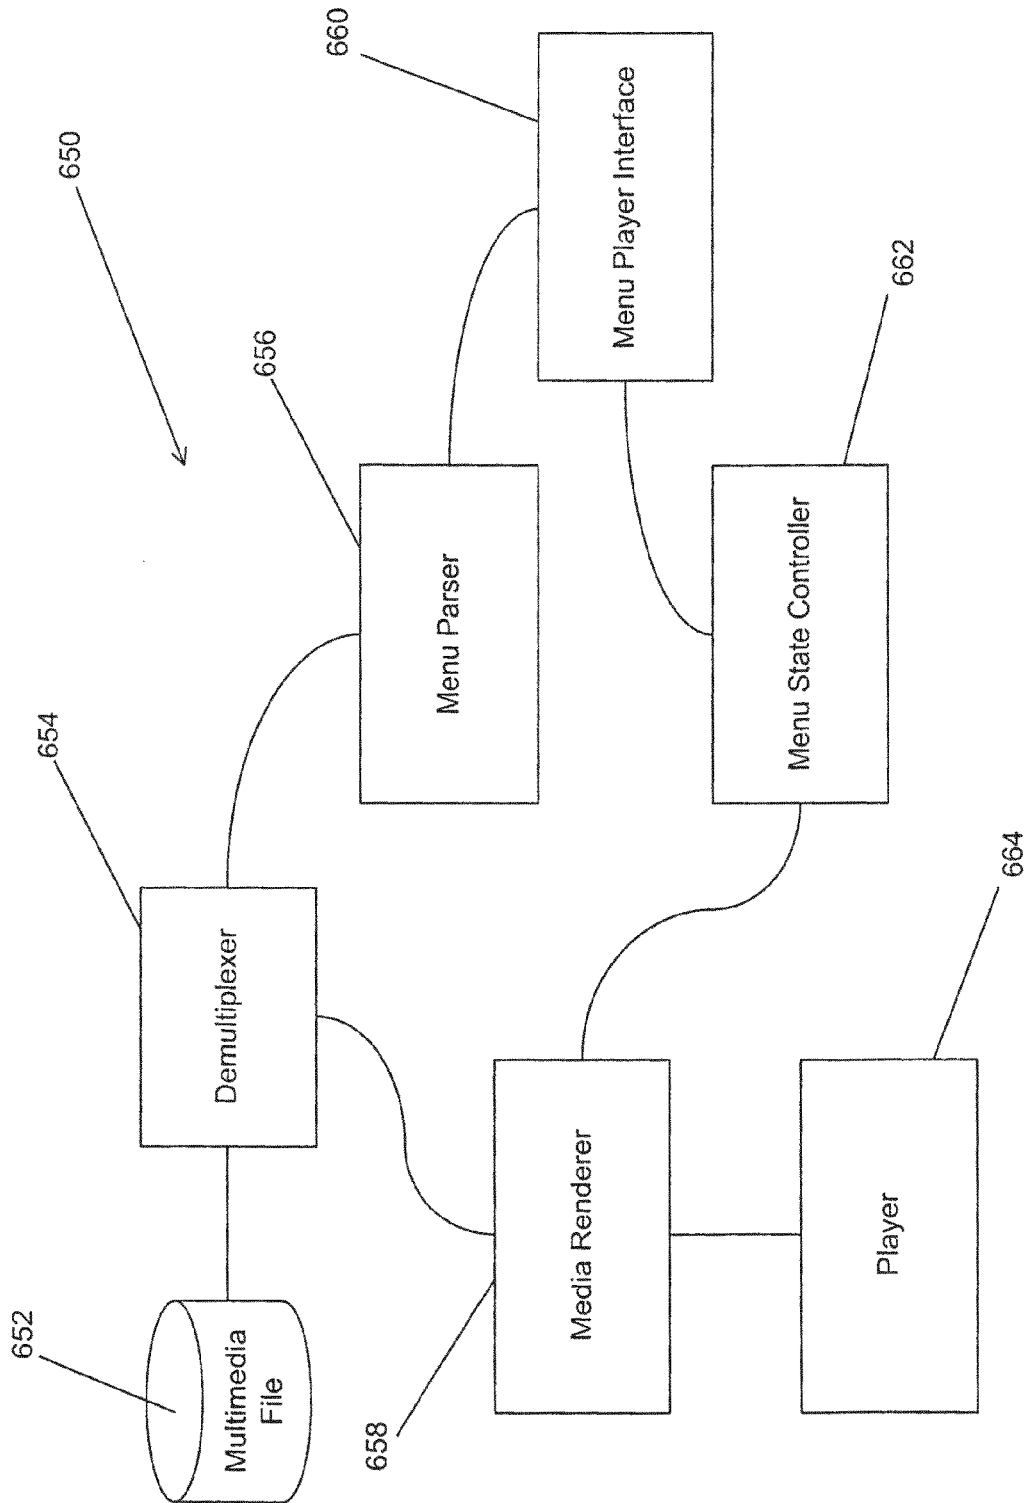 650
652
Multimedia
File
654
Demultiplexer
656
Menu Parser
660
Menu Player Interface
658
Media Renderer
662
Menu State Controller
664
Player